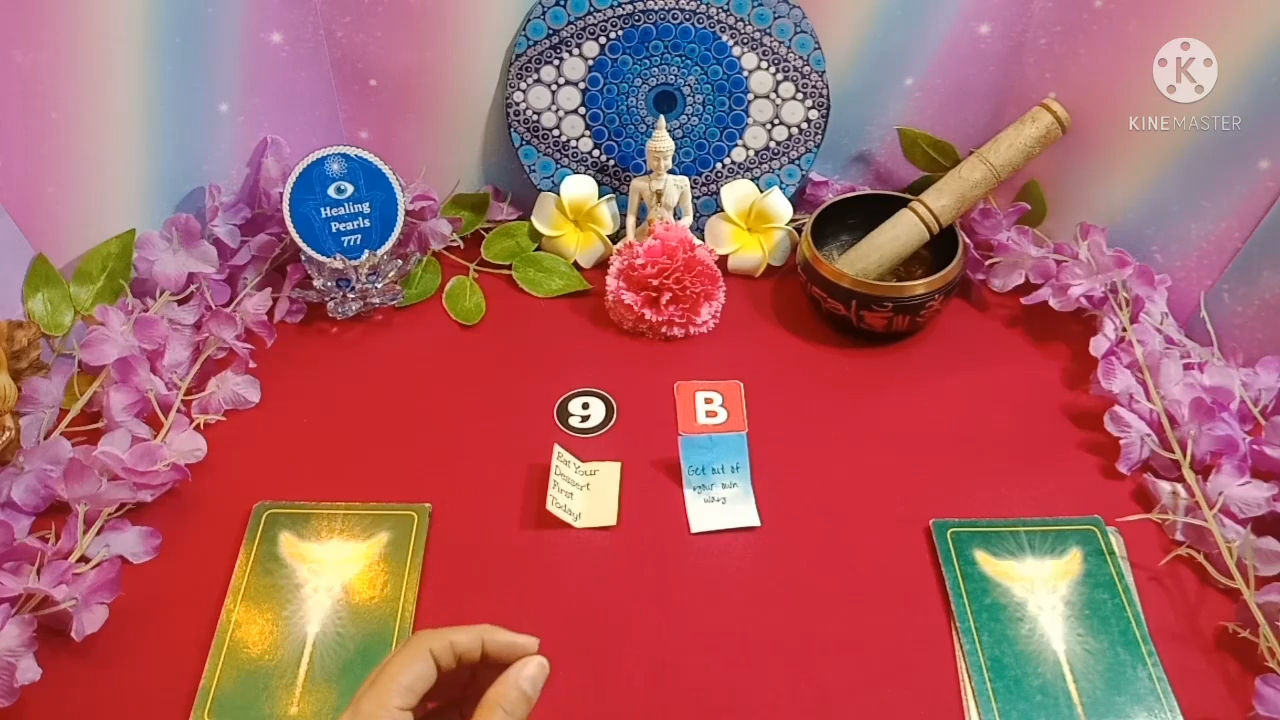 KINEMASTER
Healing
Pearls
777
9
B
Eat Your
Dessert
First
Today!
Get out of
your own
way